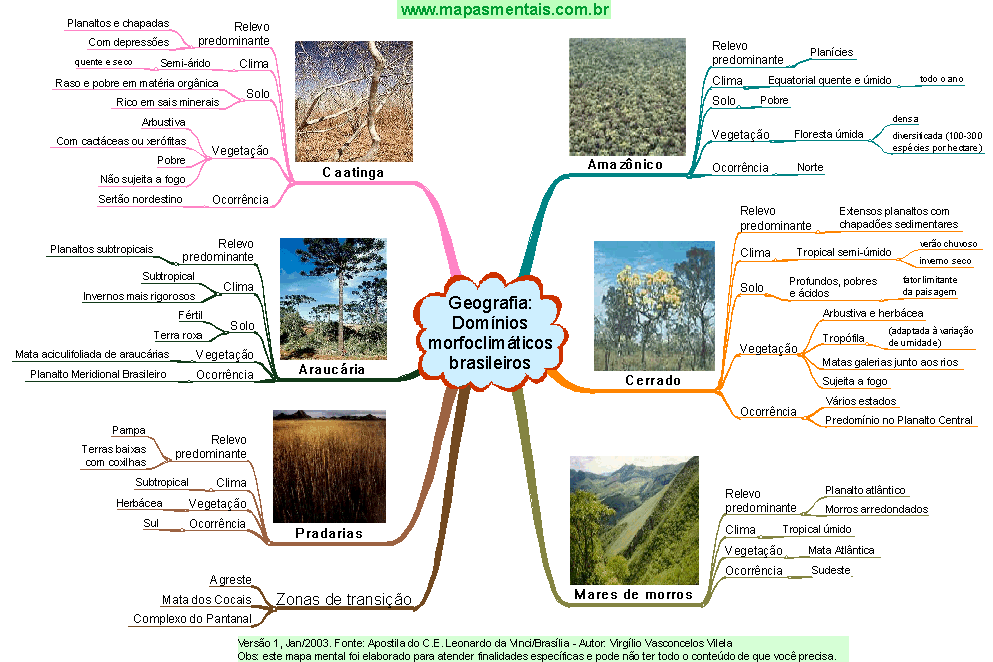 www.mapasmentais.com.br
Geografia:
Domínios
morfoclimáticos
brasileiros
Caatinga
Relevo
predominante
Planaltos e chapadas
Com depressões
Clima
Semi-árido
quente e seco
Solo
Raso e pobre em matéria orgânica
Rico em sais minerais
Vegetação
Arbustiva
Com cactáceas ou xerófitas
Pobre
Não sujeita a fogo
Ocorrência
Sertão nordestino
Araucária
Relevo
predominante
Planaltos subtropicais
Clima
Subtropical
Invernos mais rigorosos
Solo
Fértil
Terra roxa
Vegetação
Mata aciculifoliada de araucárias
Ocorrência
Planalto Meridional Brasileiro
Pradarias
Relevo
predominante
Pampa
Terras baixas
com coxilhas
Clima
Subtropical
Vegetação
Herbácea
Ocorrência
Sul
Zonas de transição
Agreste
Mata dos Cocais
Complexo do Pantanal
Amazônico
Relevo
predominante
Planícies
Clima
Equatorial quente e úmido
todo o ano
Solo
Pobre
Vegetação
Floresta úmida
densa
diversificada (100-300
espécies por hectare)
Ocorrência
Norte
Cerrado
Relevo
predominante
Extensos planaltos com
chapadões sedimentares
Clima
Tropical semi-úmido
verão chuvoso
inverno seco
Solo
Profundos, pobres
e ácidos
fator limitante
da paisagem
Vegetação
Arbustiva e herbácea
Tropófila
(adaptada à variação
de umidade)
Matas galerias junto aos rios
Sujeita a fogo
Ocorrência
Vários estados
Predomínio no Planalto Central
Mares de morros
Relevo
predominante
Planalto atlântico
Morros arredondados
Clima
Tropical úmido
Vegetação
Mata Atlântica
Ocorrência
Sudeste
Versão 1, Jan/2003. Fonte: Apostila do C.E. Leonardo da Vinci/Brasília - Autor: Virgílio Vasconcelos Vilela
Obs: este mapa mental foi elaborado para atender finalidades específicas e pode não ter todo o conteúdo de que você precisa.